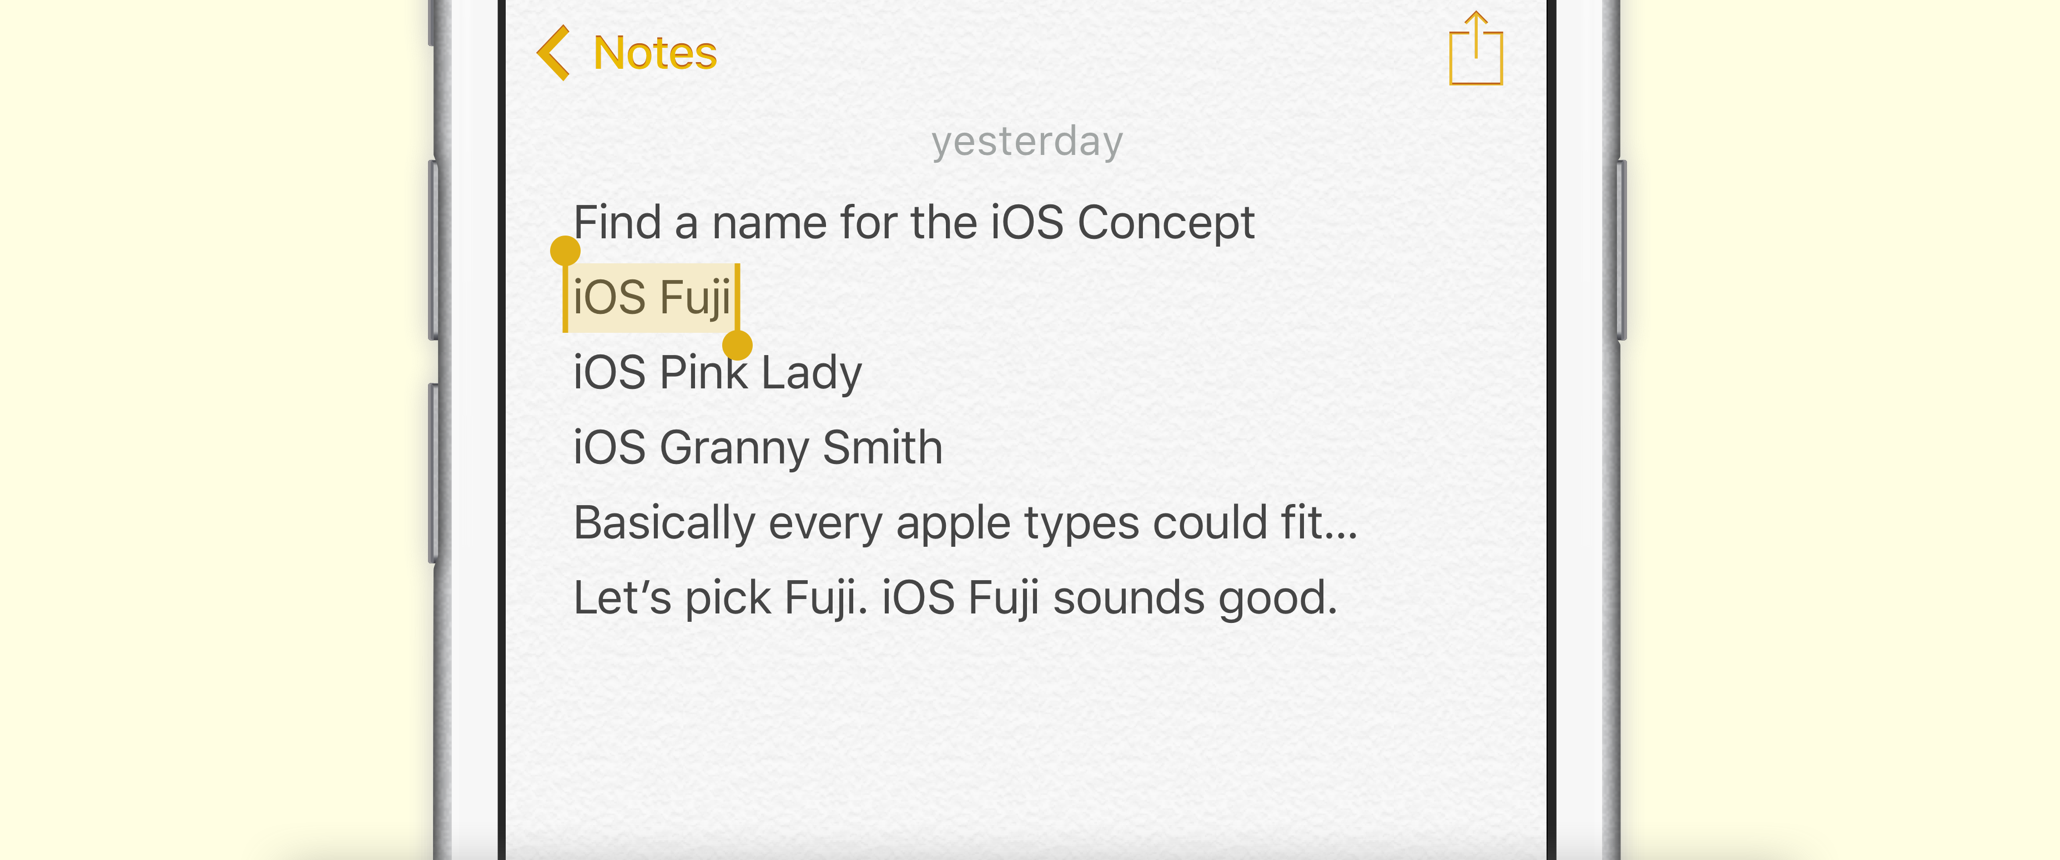 Notes
yesterday
Find a name for the iOS Concept
iOS Fuji
iOS Pink Lady
iOS Granny Smith
Basically every apple types could fit...
Let’s pick Fuji. iOS Fuji sounds good.